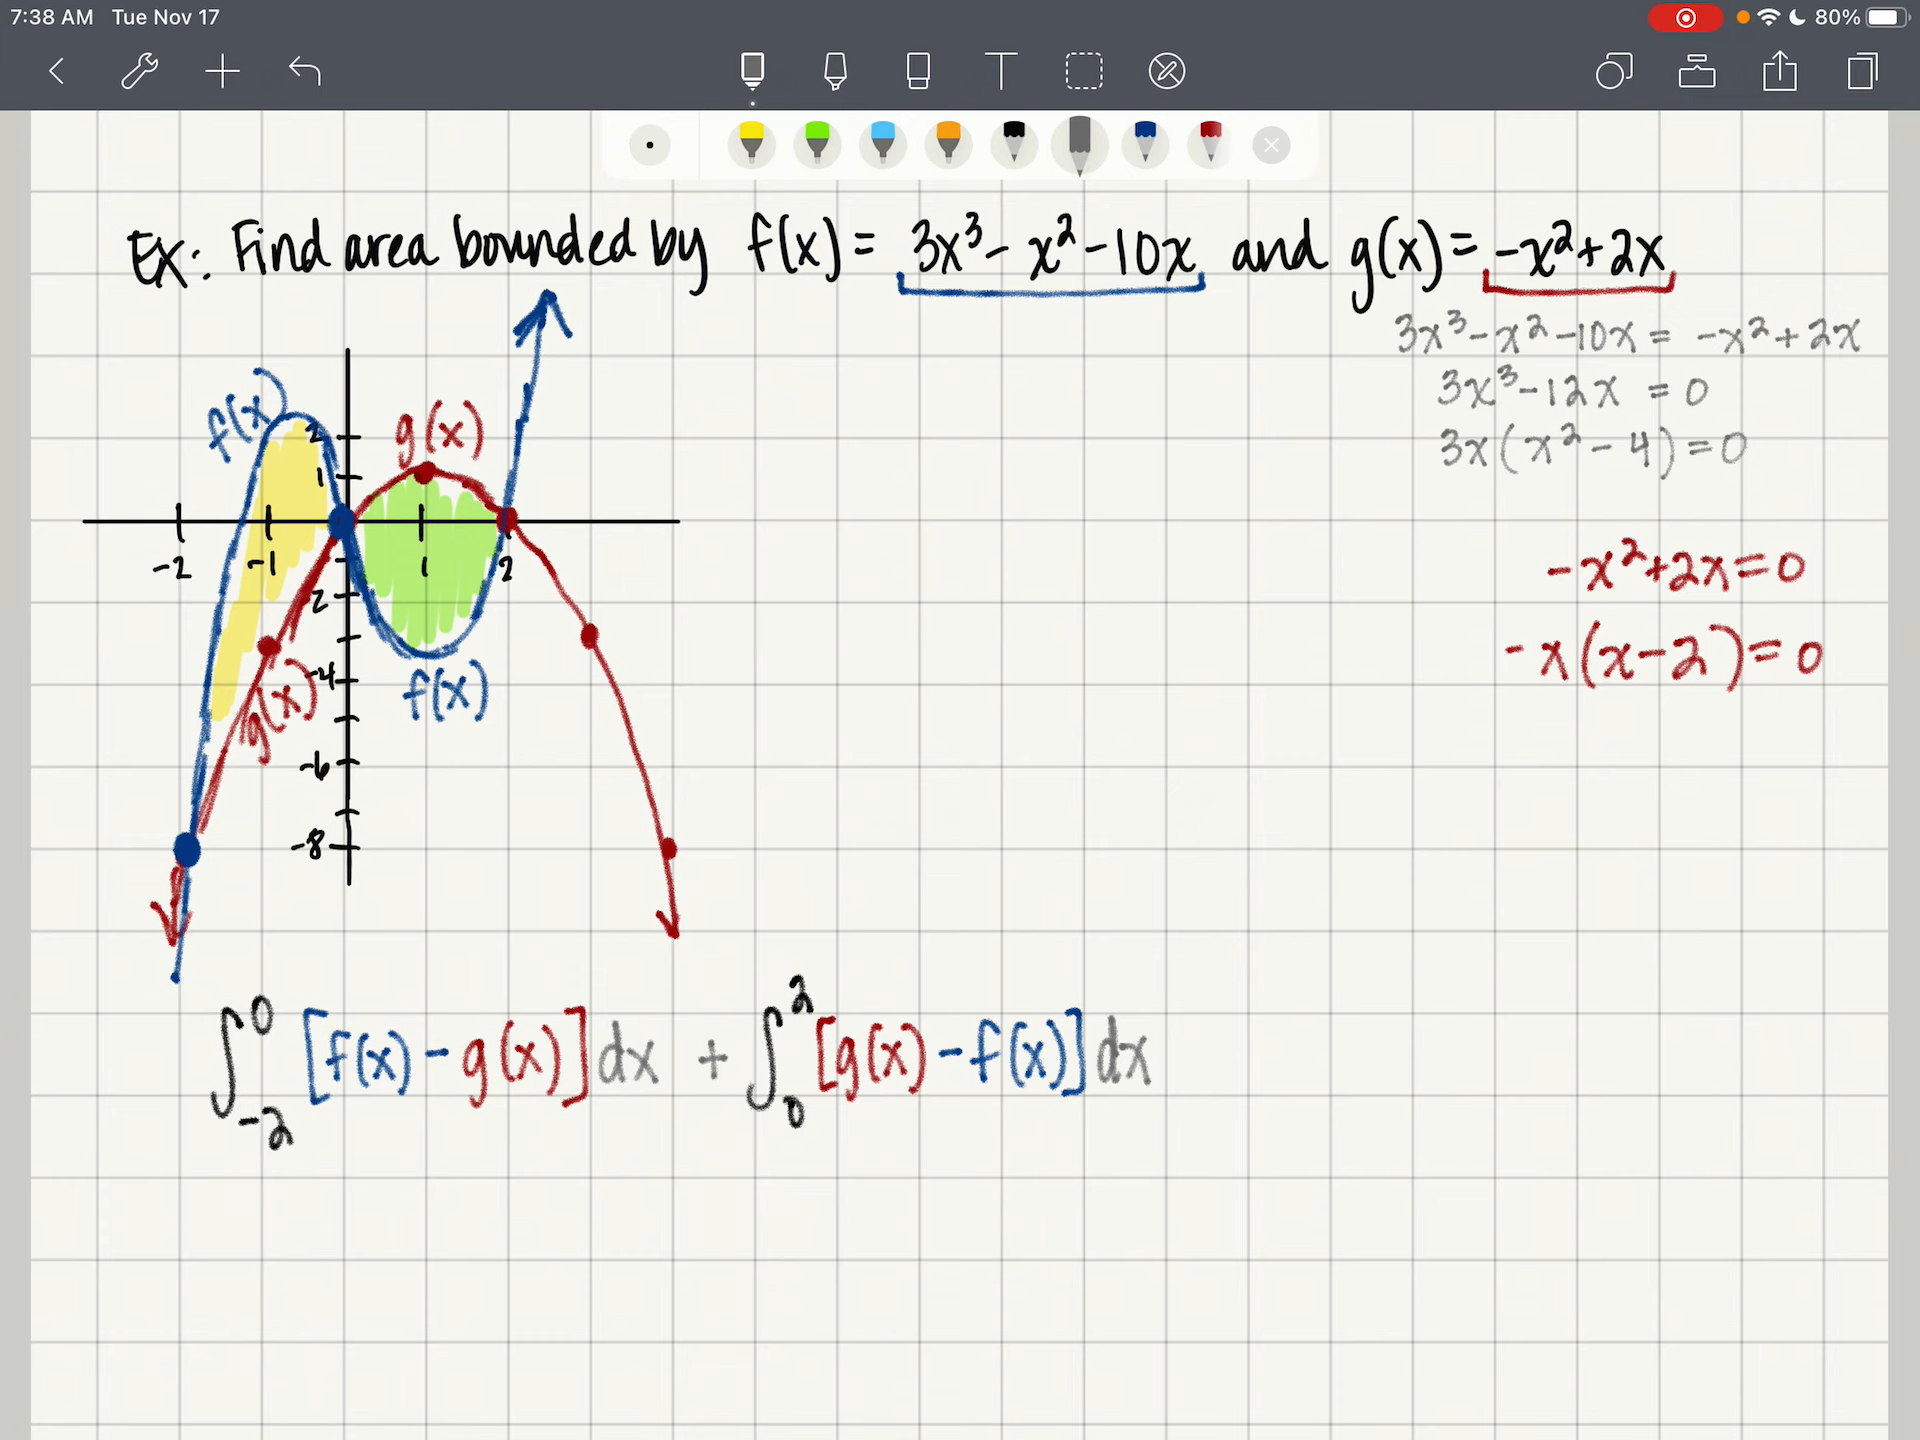 7:38 AM Tue Nov 17 80%
T
Ex: Find area bounded by f(x) = 3x³ - x² - 10x and g(x) = -x² + 2x
3x³ - x² - 10x = -x² + 2x
3x³ - 12x = 0
3x(x² - 4) = 0
-x² + 2x = 0
-x(x - 2) = 0
f(x)
g(x)
2
1
-2 -1 1 2
2
-4
g(x)
f(x)
-6
-8
∫₋₂⁰ [f(x) - g(x)] dx + ∫₀² [g(x) - f(x)] dx